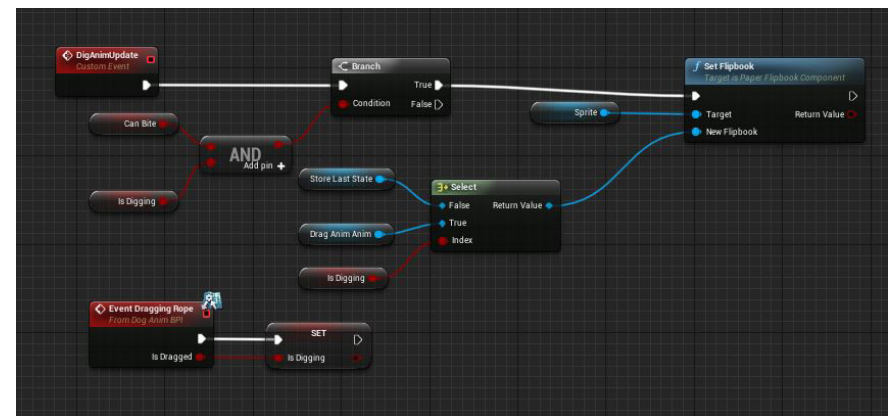 DigAnimUpdate
Custom Event
Branch
True
Condition
False
Can Bite
AND
Add pin +
Is Digging
Sprite
Set Flipbook
Target is Paper Flipbook Component
Target
Return Value
New Flipbook
Store Last State
Select
False
Return Value
True
Index
Drag Anim Anim
Is Digging
Event Dragging Rope
From Dog Anim BPI
Is Dragged
SET
Is Digging